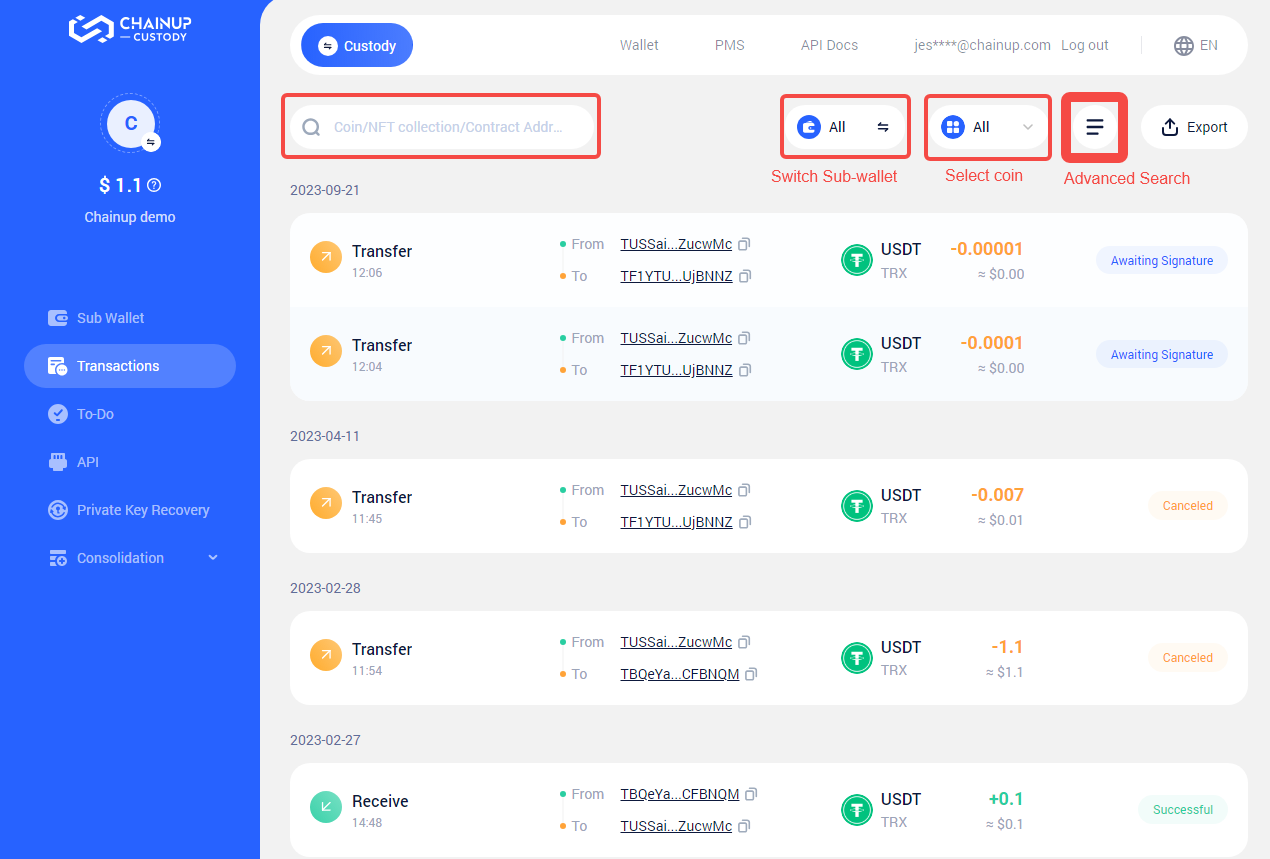 CHAINUP
CUSTODY
C
$ 1.1
Chainup demo
Sub Wallet
Transactions
To-Do
API
Private Key Recovery
Consolidation
Custody
Wallet
PMS
API Docs
jes****@chainup.com
Log out
EN
Coin/NFT collection/Contract Addr...
All
All
Export
Switch Sub-wallet
Select coin
Advanced Search
2023-09-21
Transfer
12:06
From TUSSai...ZucwMc
To TF1YTU...UjBNNZ
USDT
TRX
-0.00001
≈ $0.00
Awaiting Signature
Transfer
12:04
From TUSSai...ZucwMc
To TF1YTU...UjBNNZ
USDT
TRX
-0.0001
≈ $0.00
Awaiting Signature
2023-04-11
Transfer
11:45
From TUSSai...ZucwMc
To TF1YTU...UjBNNZ
USDT
TRX
-0.007
≈ $0.01
Canceled
2023-02-28
Transfer
11:54
From TUSSai...ZucwMc
To TBQeYa...CFBNQM
USDT
TRX
-1.1
≈ $1.1
Canceled
2023-02-27
Receive
14:48
From TBQeYa...CFBNQM
To TUSSai...ZucwMc
USDT
TRX
+0.1
≈ $0.1
Successful